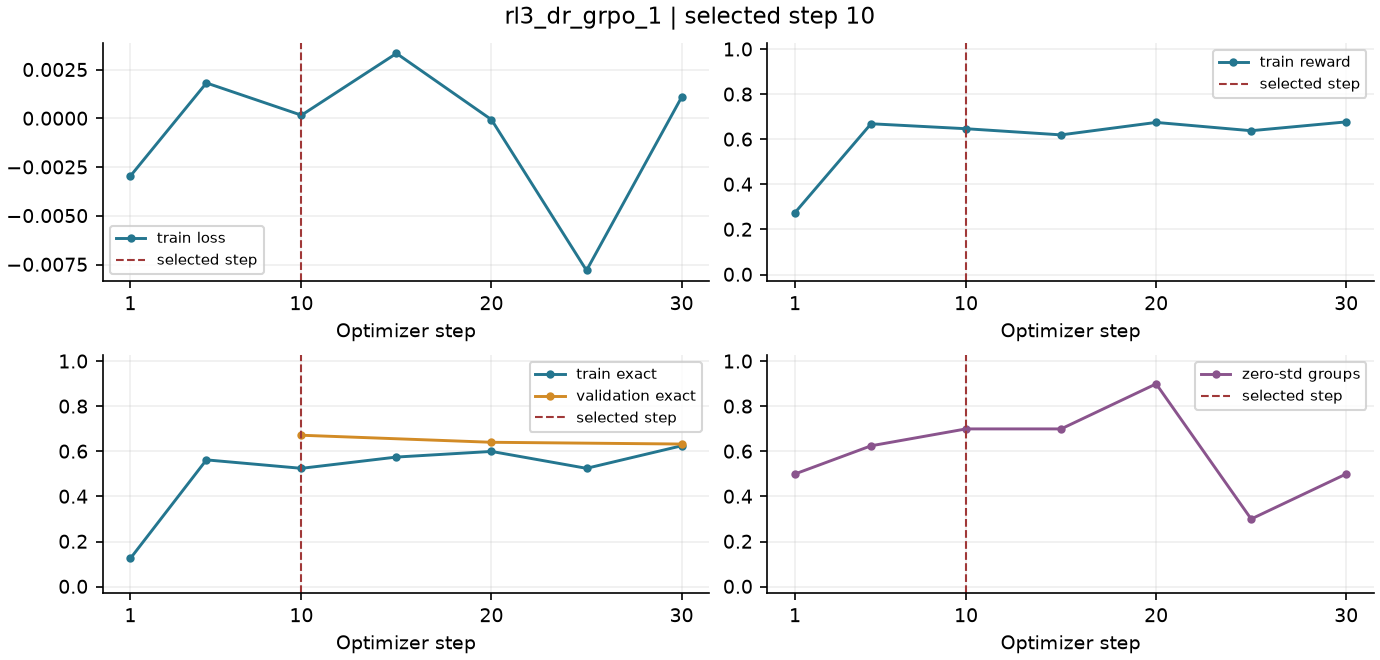 rl3_dr_grpo_1 | selected step 10
0.0025
0.0000
−0.0025
−0.0050
−0.0075
train loss
selected step
1
10
20
30
Optimizer step
1.0
0.8
0.6
0.4
0.2
0.0
train reward
selected step
1
10
20
30
Optimizer step
1.0
0.8
0.6
0.4
0.2
0.0
train exact
validation exact
selected step
1
10
20
30
Optimizer step
1.0
0.8
0.6
0.4
0.2
0.0
zero-std groups
selected step
1
10
20
30
Optimizer step